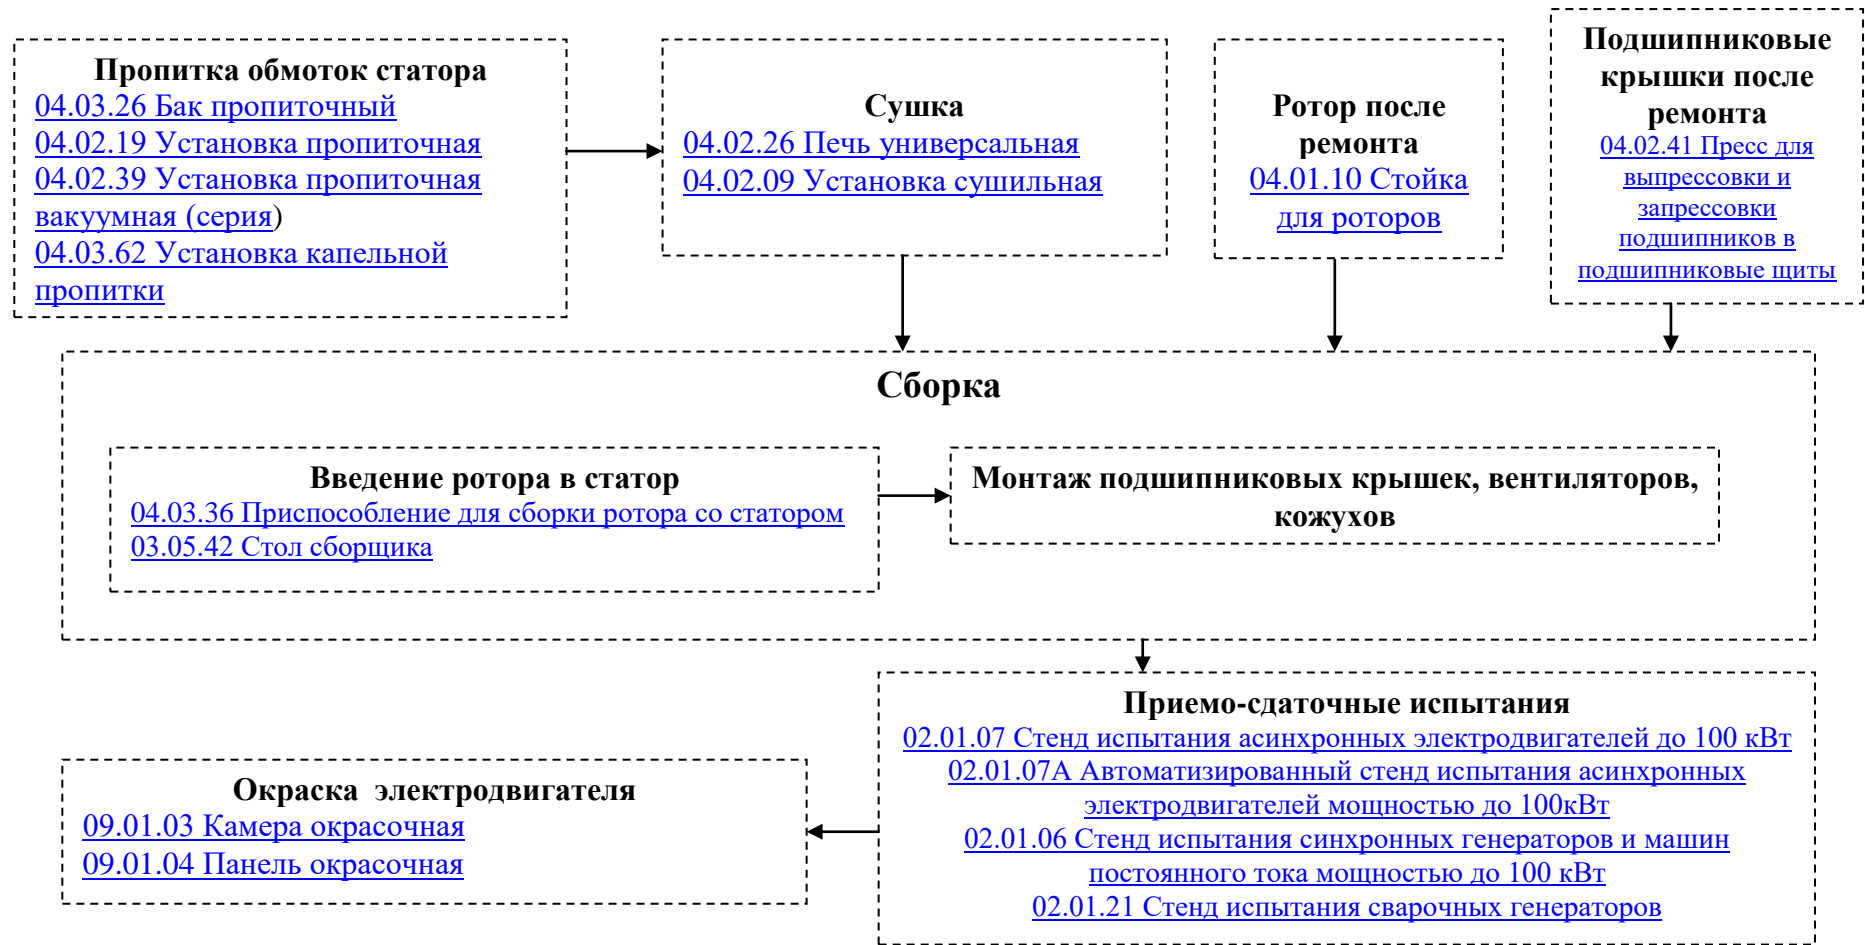 Пропитка обмоток статора
04.03.26 Бак пропиточный
04.02.19 Установка пропиточная
04.02.39 Установка пропиточная
вакуумная (серия)
04.03.62 Установка капельной
пропитки
Сушка
04.02.26 Печь универсальная
04.02.09 Установка сушильная
Ротор после
ремонта
04.01.10 Стойка
для роторов
Подшипниковые
крышки после
ремонта
04.02.41 Пресс для
выпрессовки и
запрессовки
подшипников в
подшипниковые щиты
Сборка
Введение ротора в статор
04.03.36 Приспособление для сборки ротора со статором
03.05.42 Стол сборщика
Монтаж подшипниковых крышек, вентиляторов,
кожухов
Приемо-сдаточные испытания
02.01.07 Стенд испытания асинхронных электродвигателей до 100 кВт
02.01.07А Автоматизированный стенд испытания асинхронных
электродвигателей мощностью до 100кВт
02.01.06 Стенд испытания синхронных генераторов и машин
постоянного тока мощностью до 100 кВт
02.01.21 Стенд испытания сварочных генераторов
Окраска  электродвигателя
09.01.03 Камера окрасочная
09.01.04 Панель окрасочная